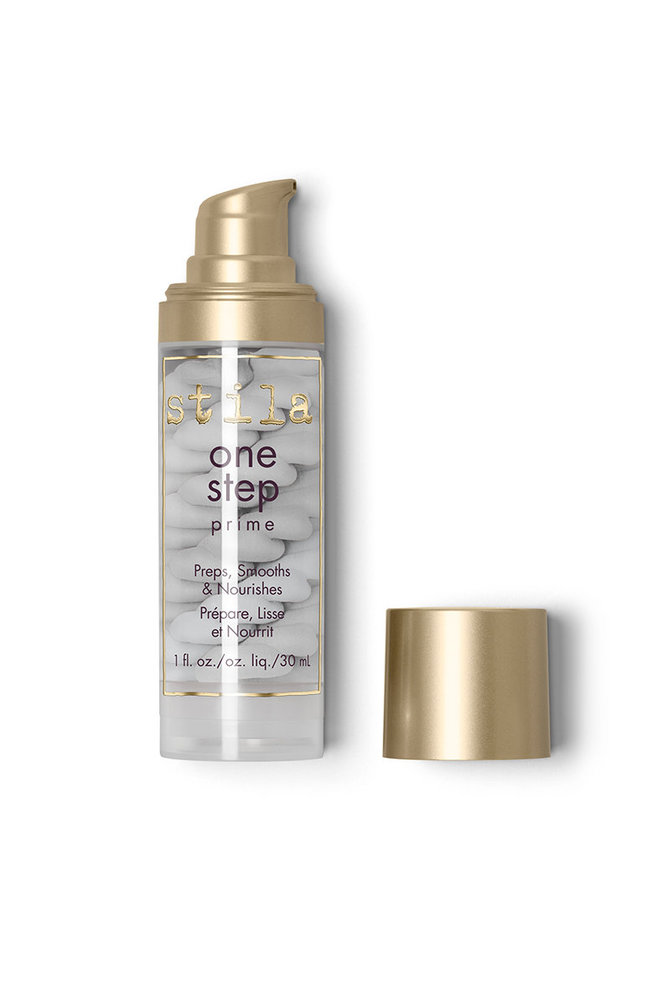 stila
one
step
prime
Preps, Smooths
& Nourishes
Prépare, Lisse
et Nourrit
1 fl. oz./oz. liq./30 mL